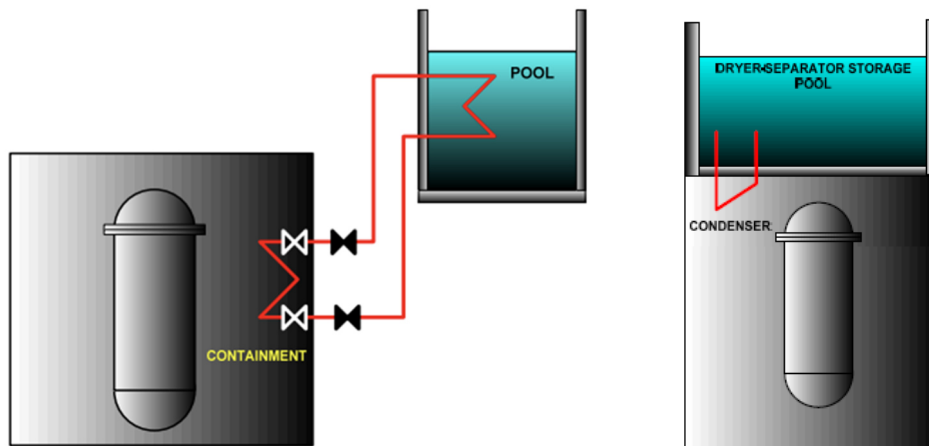 POOL
CONTAINMENT
DRYER-SEPARATOR STORAGE
POOL
CONDENSER: